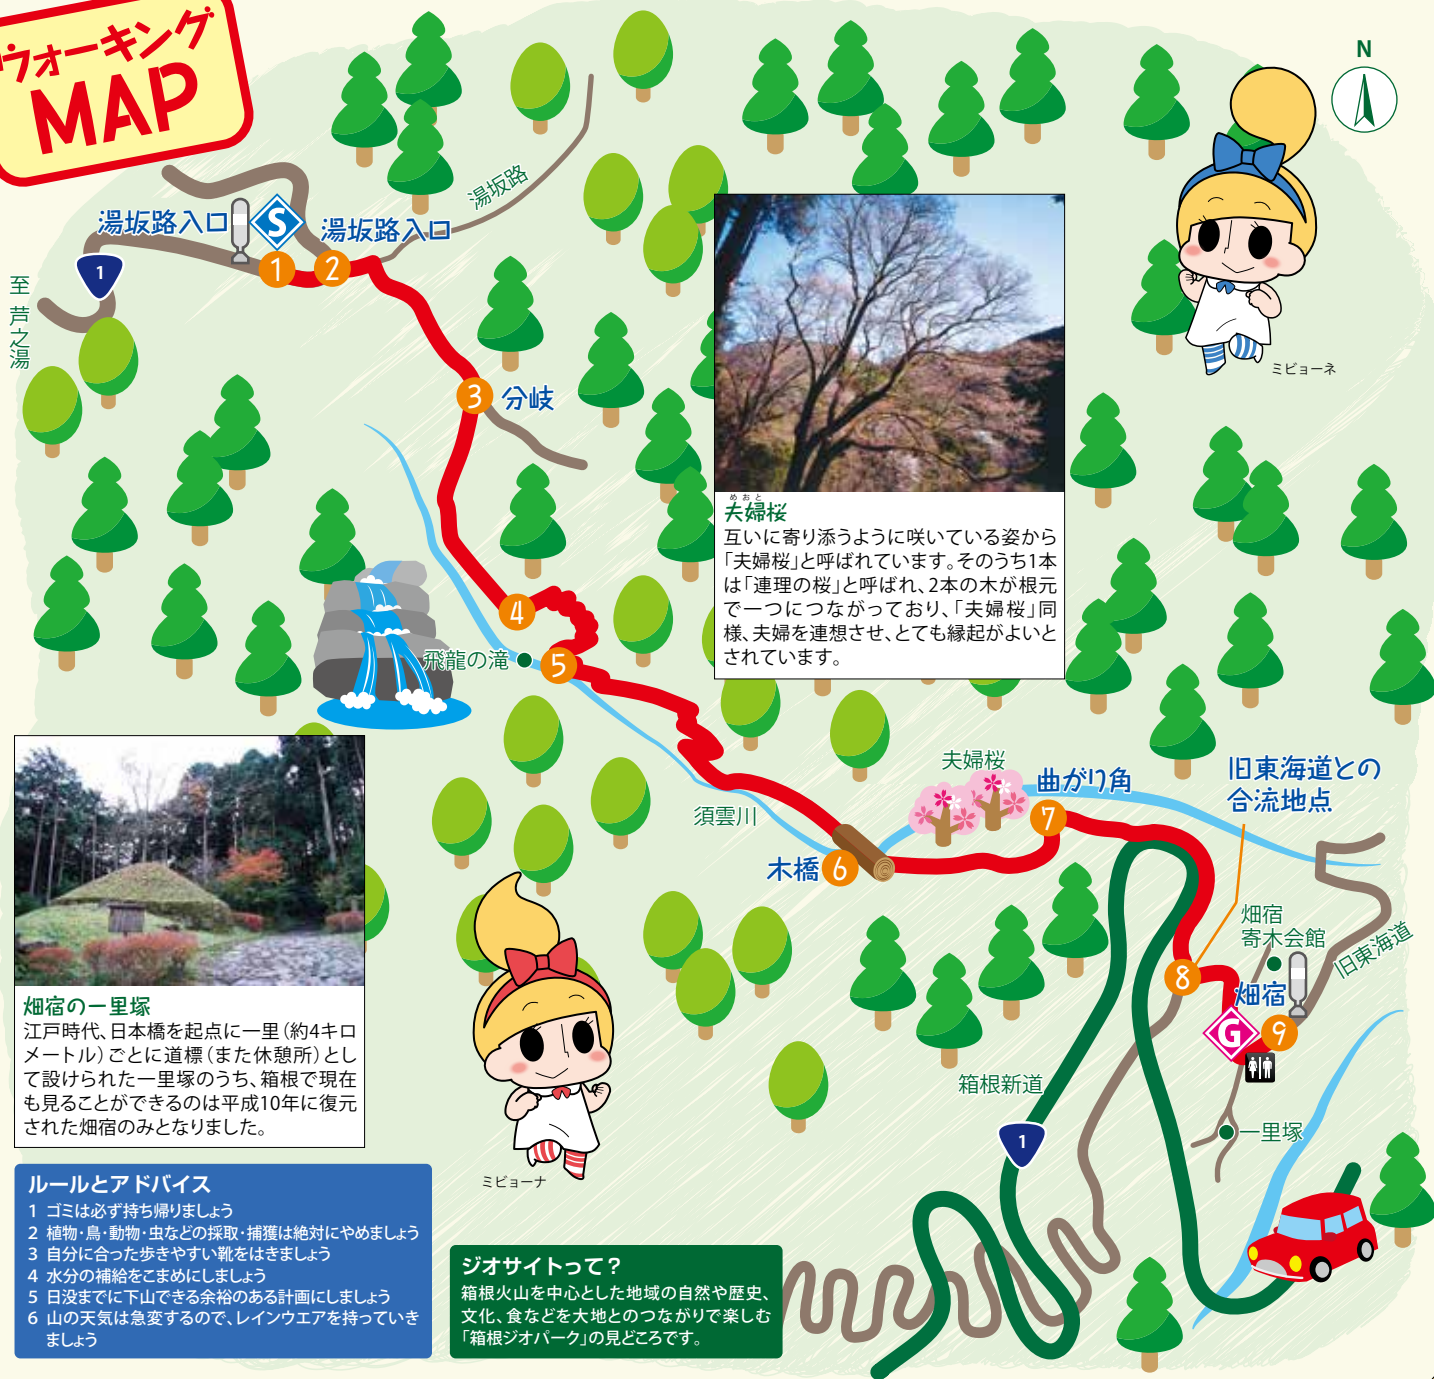 ウォーキング
MAP
N
湯坂路
湯坂路入口
S
湯坂路入口
1
2
1
至 芦之湯
ミビョーネ
3
分岐
めおと
夫婦桜
互いに寄り添うように咲いている姿から
「夫婦桜」と呼ばれています。そのうち1本
は「連理の桜」と呼ばれ、2本の木が根元
で一つにつながっており、「夫婦桜」同
様、夫婦を連想させ、とても縁起がよいと
されています。
4
飛龍の滝
5
夫婦桜
曲がり角
7
旧東海道との
合流地点
須雲川
木橋
6
畑宿
寄木会館
旧東海道
8
畑宿
G
9
箱根新道
1
一里塚
畑宿の一里塚
江戸時代、日本橋を起点に一里（約4キロ
メートル）ごとに道標（また休憩所）とし
て設けられた一里塚のうち、箱根で現在
も見ることができるのは平成10年に復元
された畑宿のみとなりました。
ミビョーナ
ルールとアドバイス
1 ゴミは必ず持ち帰りましょう
2 植物・鳥・動物・虫などの採取・捕獲は絶対にやめましょう
3 自分に合った歩きやすい靴をはきましょう
4 水分の補給をこまめにしましょう
5 日没までに下山できる余裕のある計画にしましょう
6 山の天気は急変するので、レインウエアを持っていき
ましょう
ジオサイトって？
箱根火山を中心とした地域の自然や歴史、
文化、食などを大地とのつながりで楽しむ
「箱根ジオパーク」の見どころです。